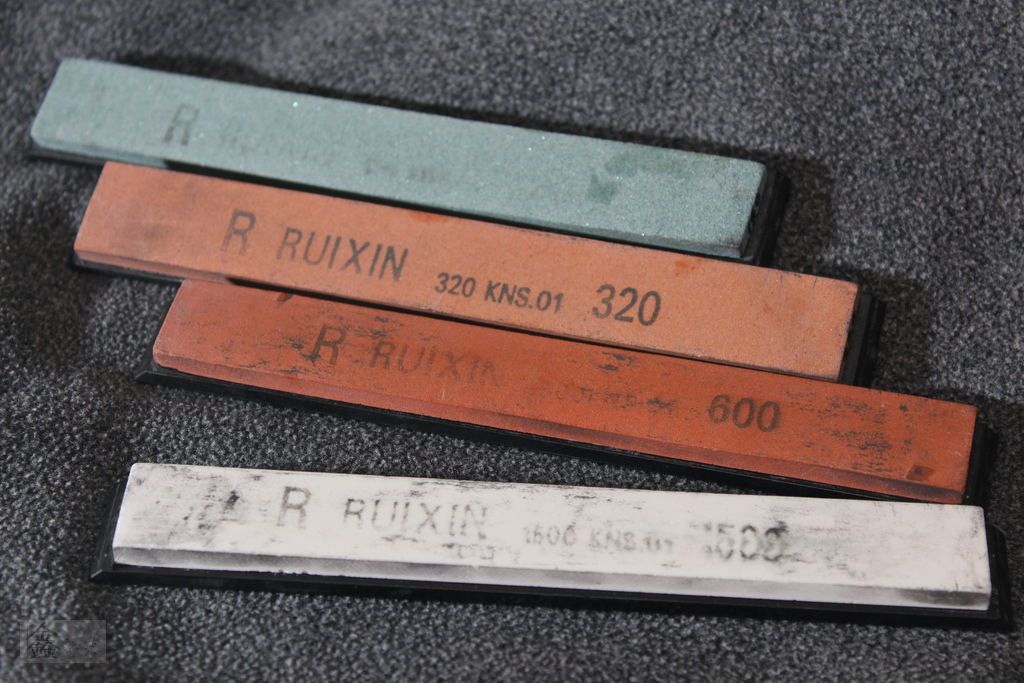 R
R RUIXIN 320 KNS.01 320
R RUIXIN 600
R RUIXIN 1500 KNS.01 1500